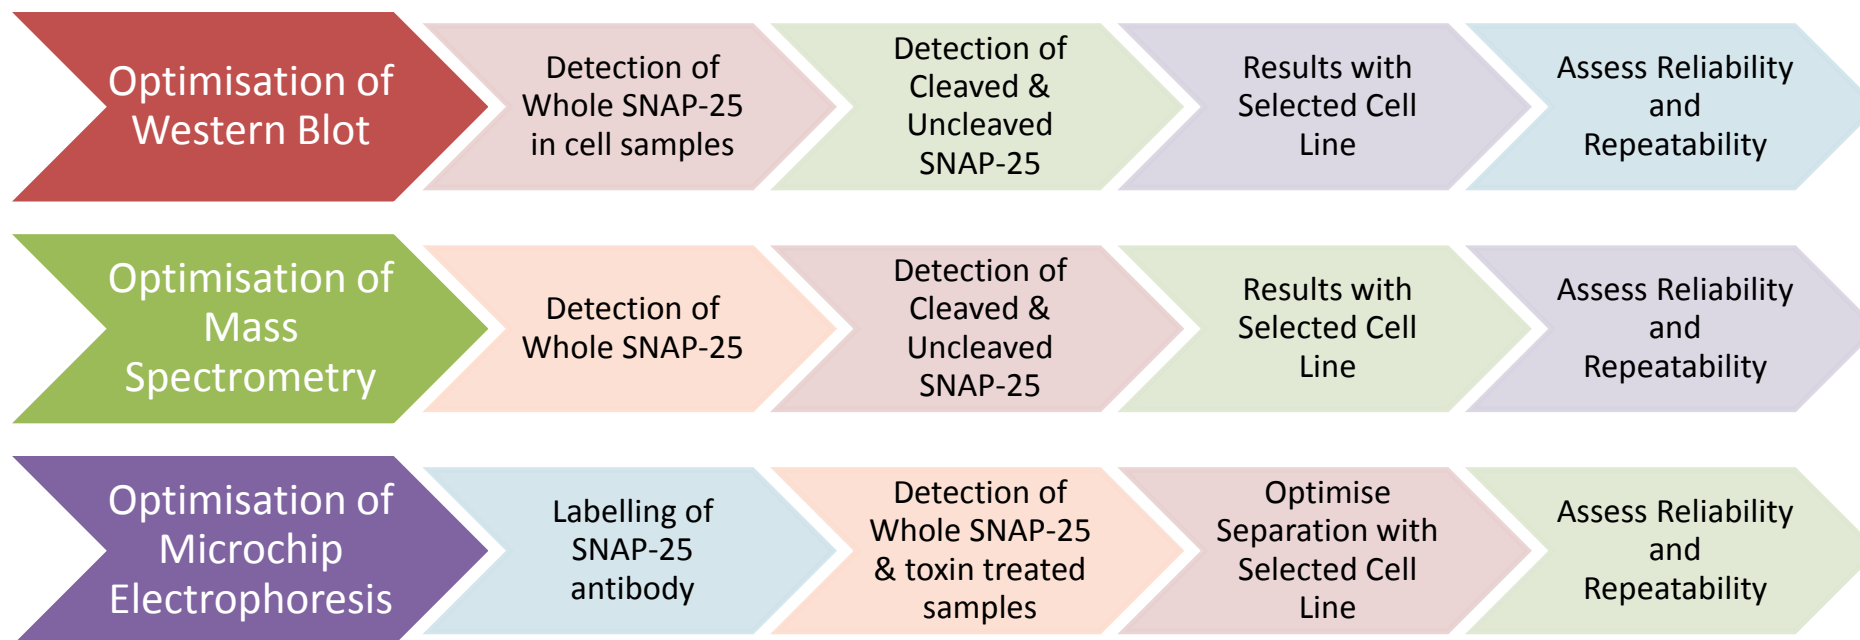 Optimisation of
Western Blot
Detection of
Whole SNAP-25
in cell samples
Detection of
Cleaved &
Uncleaved
SNAP-25
Results with
Selected Cell
Line
Assess Reliability
and
Repeatability
Optimisation of
Mass
Spectrometry
Detection of
Whole SNAP-25
Detection of
Cleaved &
Uncleaved
SNAP-25
Results with
Selected Cell
Line
Assess Reliability
and
Repeatability
Optimisation of
Microchip
Electrophoresis
Labelling of
SNAP-25
antibody
Detection of
Whole SNAP-25
& toxin treated
samples
Optimise
Separation with
Selected Cell
Line
Assess Reliability
and
Repeatability